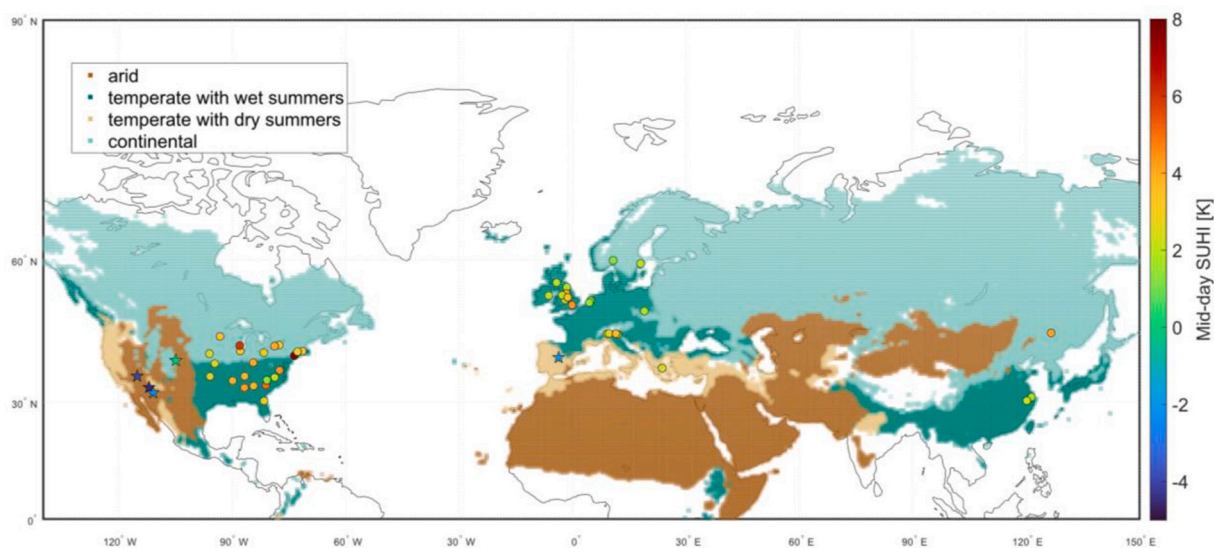 90° N
8
arid
temperate with wet summers
temperate with dry summers
continental
6
4
60° N
2
Mid-day SUHI [K]
0
30° N
-2
-4
0°
120° W
90° W
60° W
30° W
0°
30° E
60° E
90° E
120° E
150° E